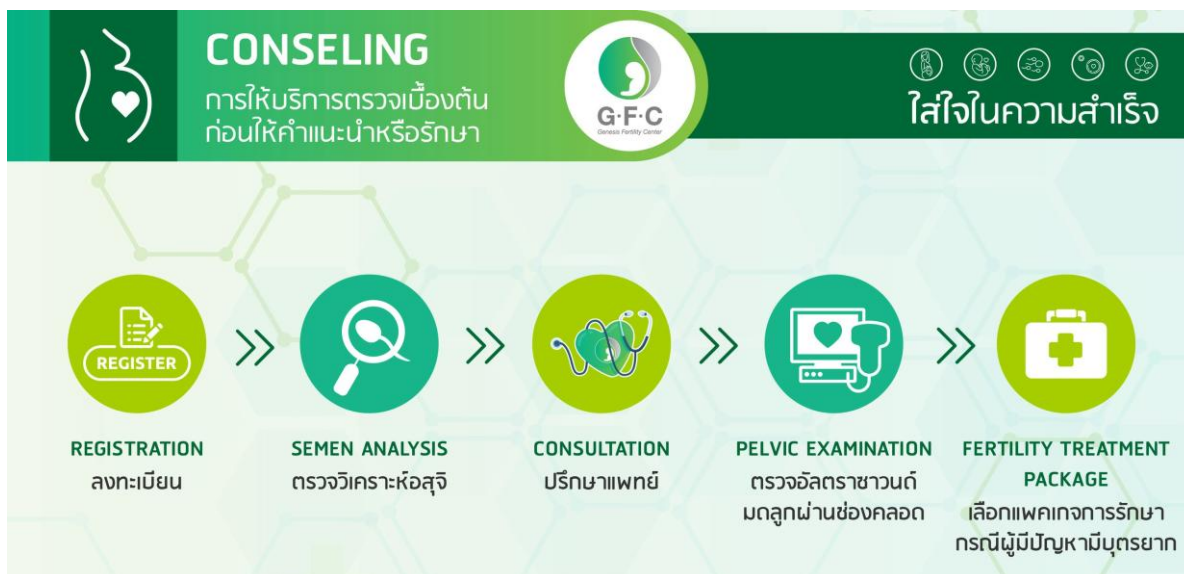 CONSELING
การให้บริการตรวจเบื้องต้น
ก่อนให้คำแนะนำหรือรักษา
G·F·C
Genesis Fertility Center
ใส่ใจในความสำเร็จ
REGISTER
REGISTRATION
ลงทะเบียน
SEMEN ANALYSIS
ตรวจวิเคราะห์อสุจิ
CONSULTATION
ปรึกษาแพทย์
PELVIC EXAMINATION
ตรวจอัลตราซาวนด์
มดลูกผ่านช่องคลอด
FERTILITY TREATMENT
PACKAGE
เลือกแพคเกจการรักษา
กรณีผู้มีปัญหามีบุตรยาก